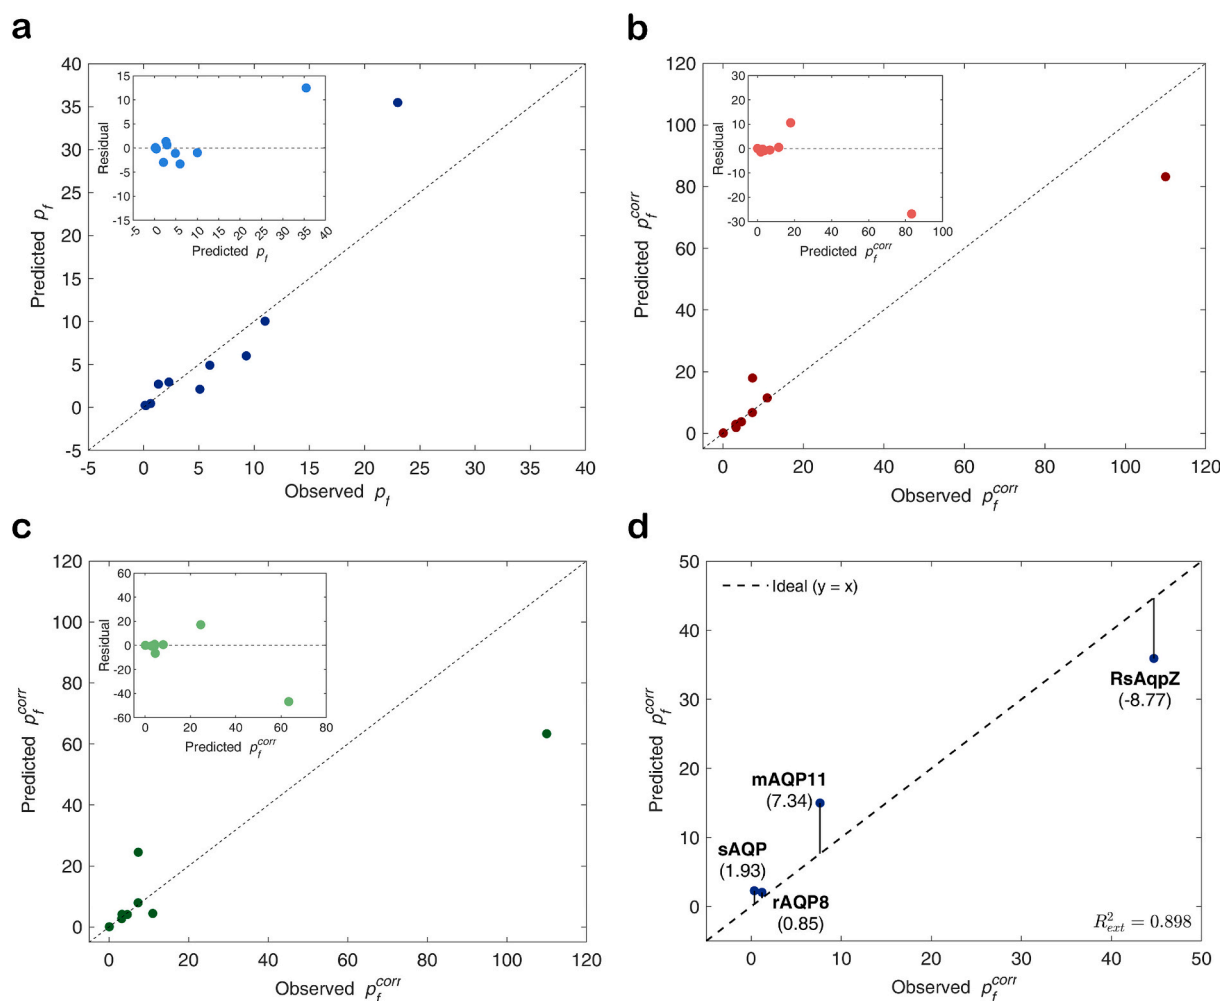 a
40
35
30
25
20
15
10
5
0
-5
-5 0 5 10 15 20 25 30 35 40
Predicted p_f
Observed p_f
15
10
5
0
-5
-10
-15
-5 0 5 10 15 20 25 30 35 40
Residual
Predicted p_f
b
120
100
80
60
40
20
0
0 20 40 60 80 100 120
Predicted p_f^corr
Observed p_f^corr
30
20
10
0
-10
-20
-30
0 20 40 60 80 100
Residual
Predicted p_f^corr
c
120
100
80
60
40
20
0
0 20 40 60 80 100 120
Predicted p_f^corr
Observed p_f^corr
60
40
20
0
-20
-40
-60
0 20 40 60 80
Residual
Predicted p_f^corr
d
50
40
30
20
10
0
0 10 20 30 40 50
Predicted p_f^corr
Observed p_f^corr
Ideal (y = x)
RsAqpZ
(-8.77)
mAQP11
(7.34)
sAQP
(1.93)
rAQP8
(0.85)
R²_ext = 0.898